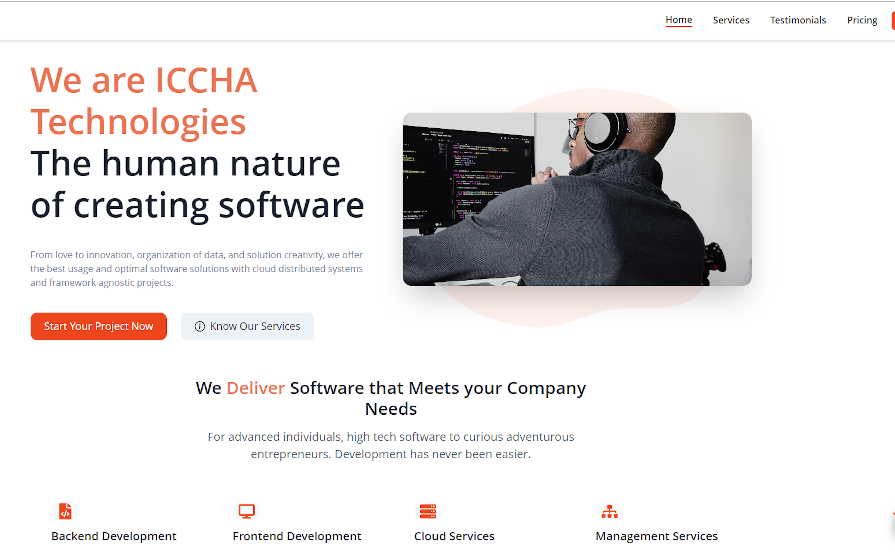 Home Services Testimonials Pricing
We are ICCHA
Technologies
The human nature
of creating software
From love to innovation, organization of data, and solution creativity, we offer
the best usage and optimal software solutions with cloud distributed systems
and framework agnostic projects.
Start Your Project Now Know Our Services
We Deliver Software that Meets your Company
Needs
For advanced individuals, high tech software to curious adventurous
entrepreneurs. Development has never been easier.
Backend Development Frontend Development Cloud Services Management Services